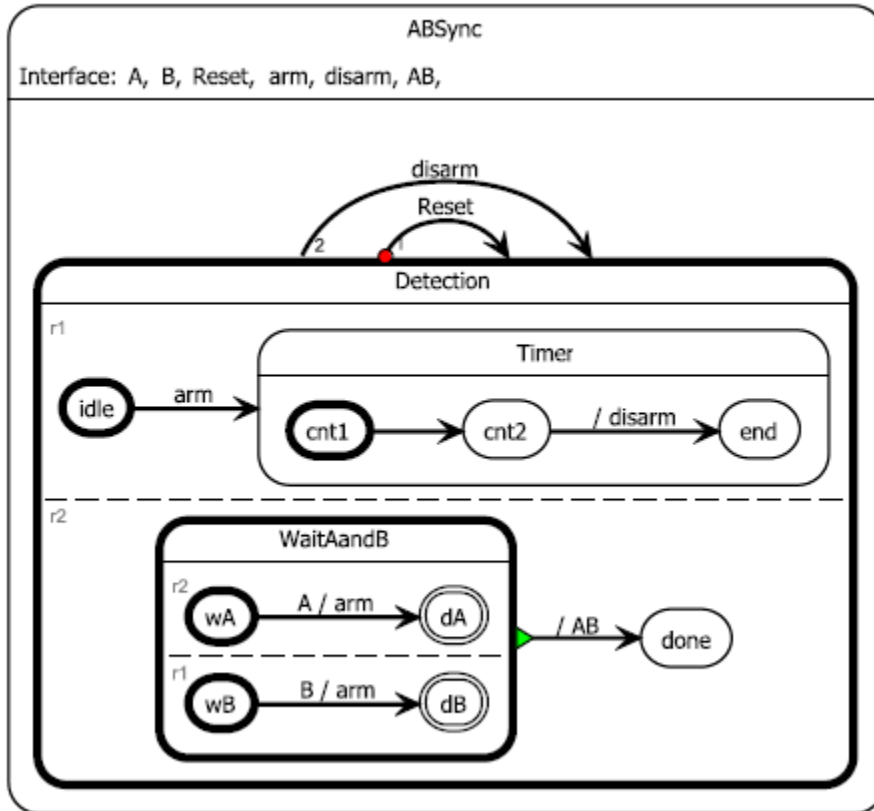 ABSync
Interface: A, B, Reset, arm, disarm, AB,
disarm
Reset
2
1
Detection
r1
Timer
idle
arm
cnt1
cnt2
/ disarm
end
r2
WaitAandB
r2
wA
A / arm
dA
/ AB
done
r1
wB
B / arm
dB